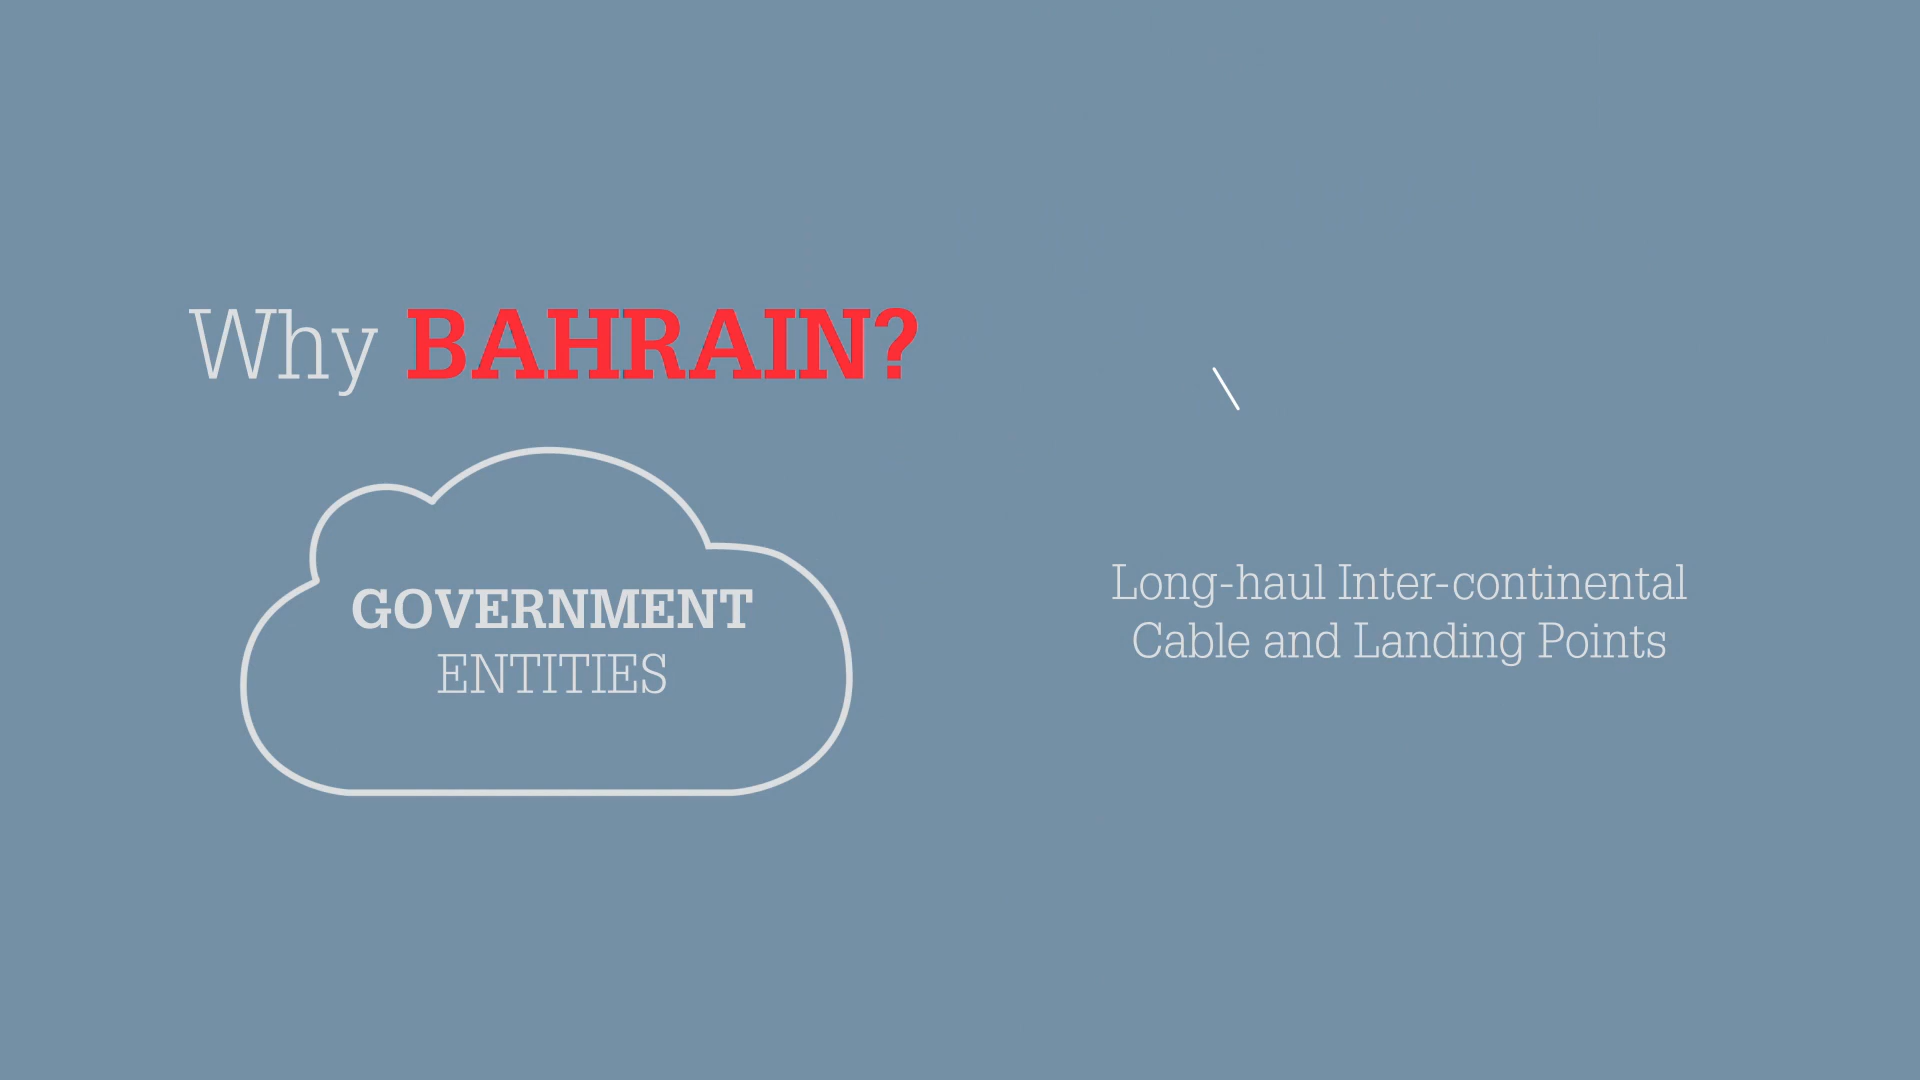 Why BAHRAIN?
GOVERNMENT
ENTITIES
Long-haul Inter-continental
Cable and Landing Points